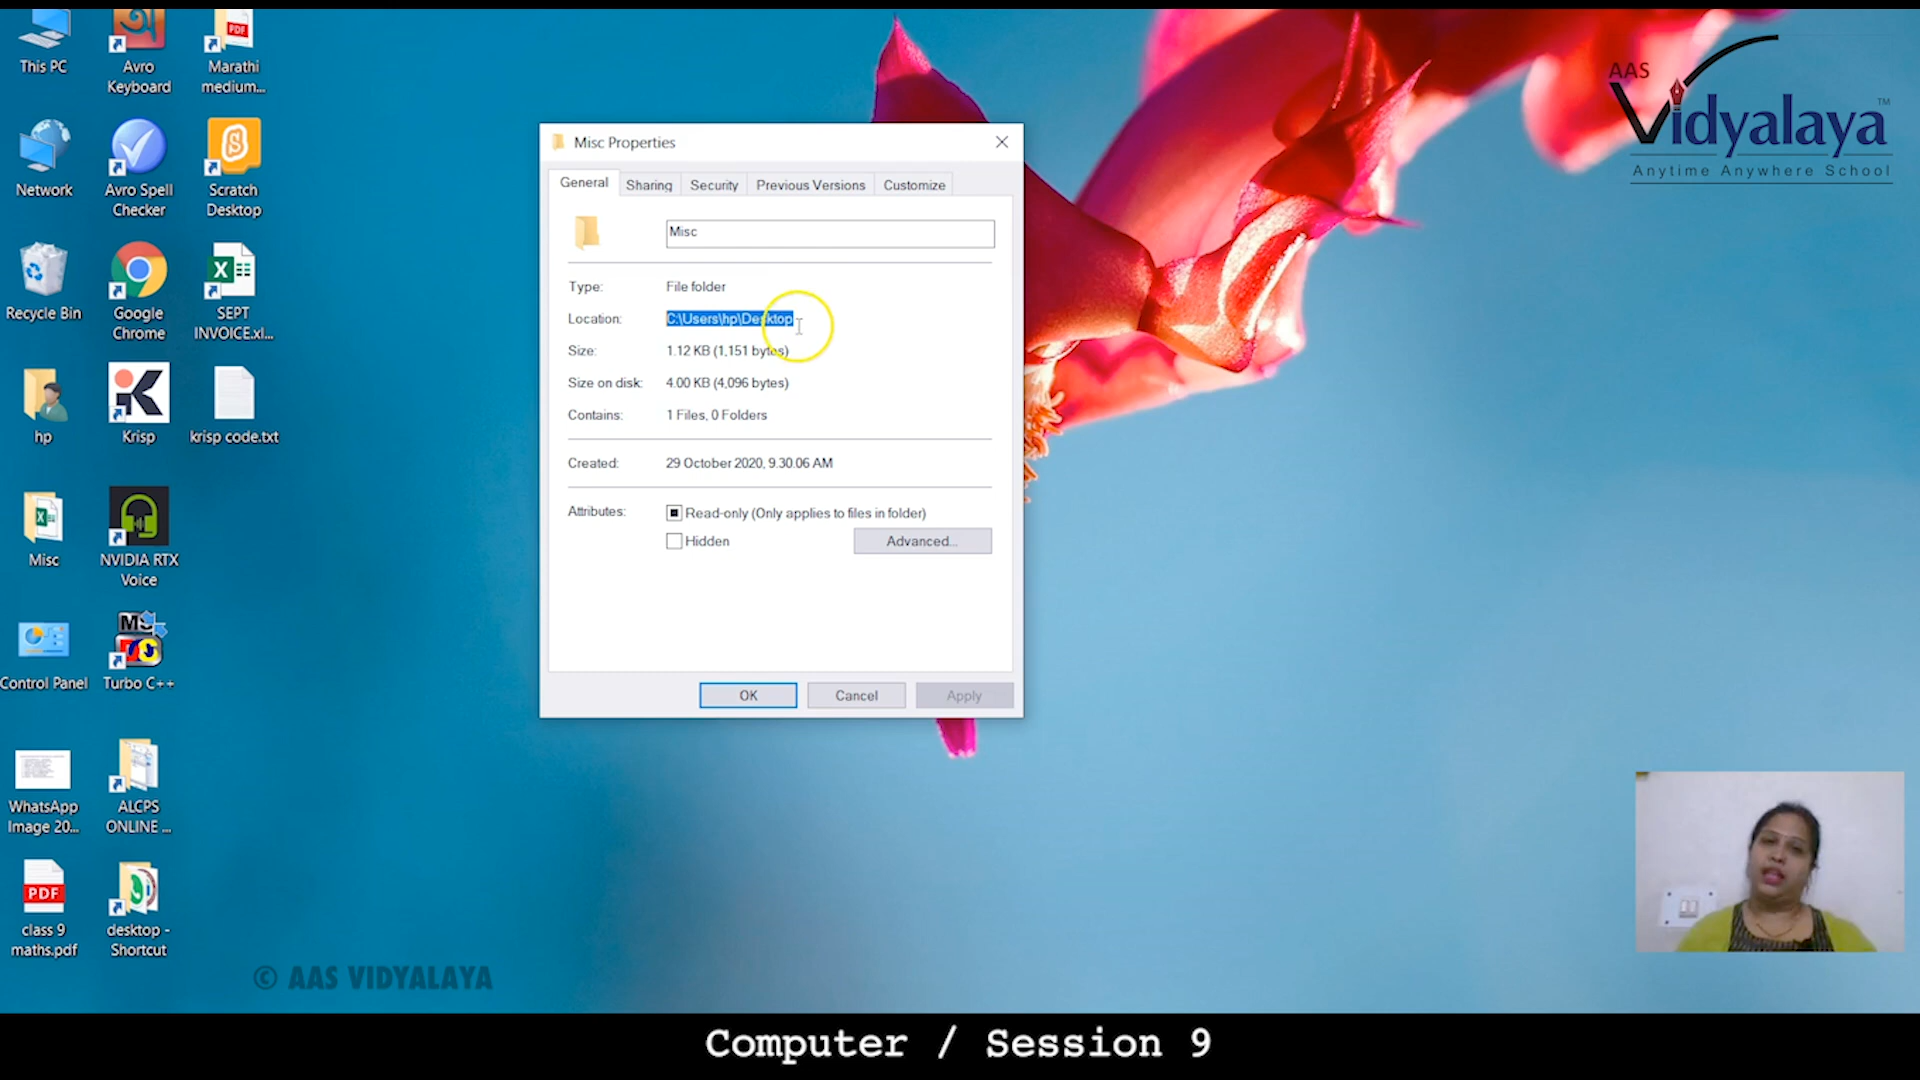 This PC
Avro
Keyboard
Marathi
medium...
PDF
Network
Avro Spell
Checker
Scratch
Desktop
Recycle Bin
Google
Chrome
SEPT
INVOICE.xl...
hp
Krisp
krisp code.txt
Misc
NVIDIA RTX
Voice
Control Panel
Turbo C++
WhatsApp
Image 20...
ALCPS
ONLINE ...
PDF
class 9
maths.pdf
desktop -
Shortcut
Misc Properties
General Sharing Security Previous Versions Customize
Misc
Type: File folder
Location: C:\Users\hp\Desktop
Size: 1.12 KB (1,151 bytes)
Size on disk: 4.00 KB (4,096 bytes)
Contains: 1 Files, 0 Folders
Created: 29 October 2020, 9.30.06 AM
Attributes: Read-only (Only applies to files in folder)
Hidden Advanced...
OK Cancel Apply
AAS
Vidyalaya™
Anytime Anywhere School
© AAS VIDYALAYA
Computer / Session 9